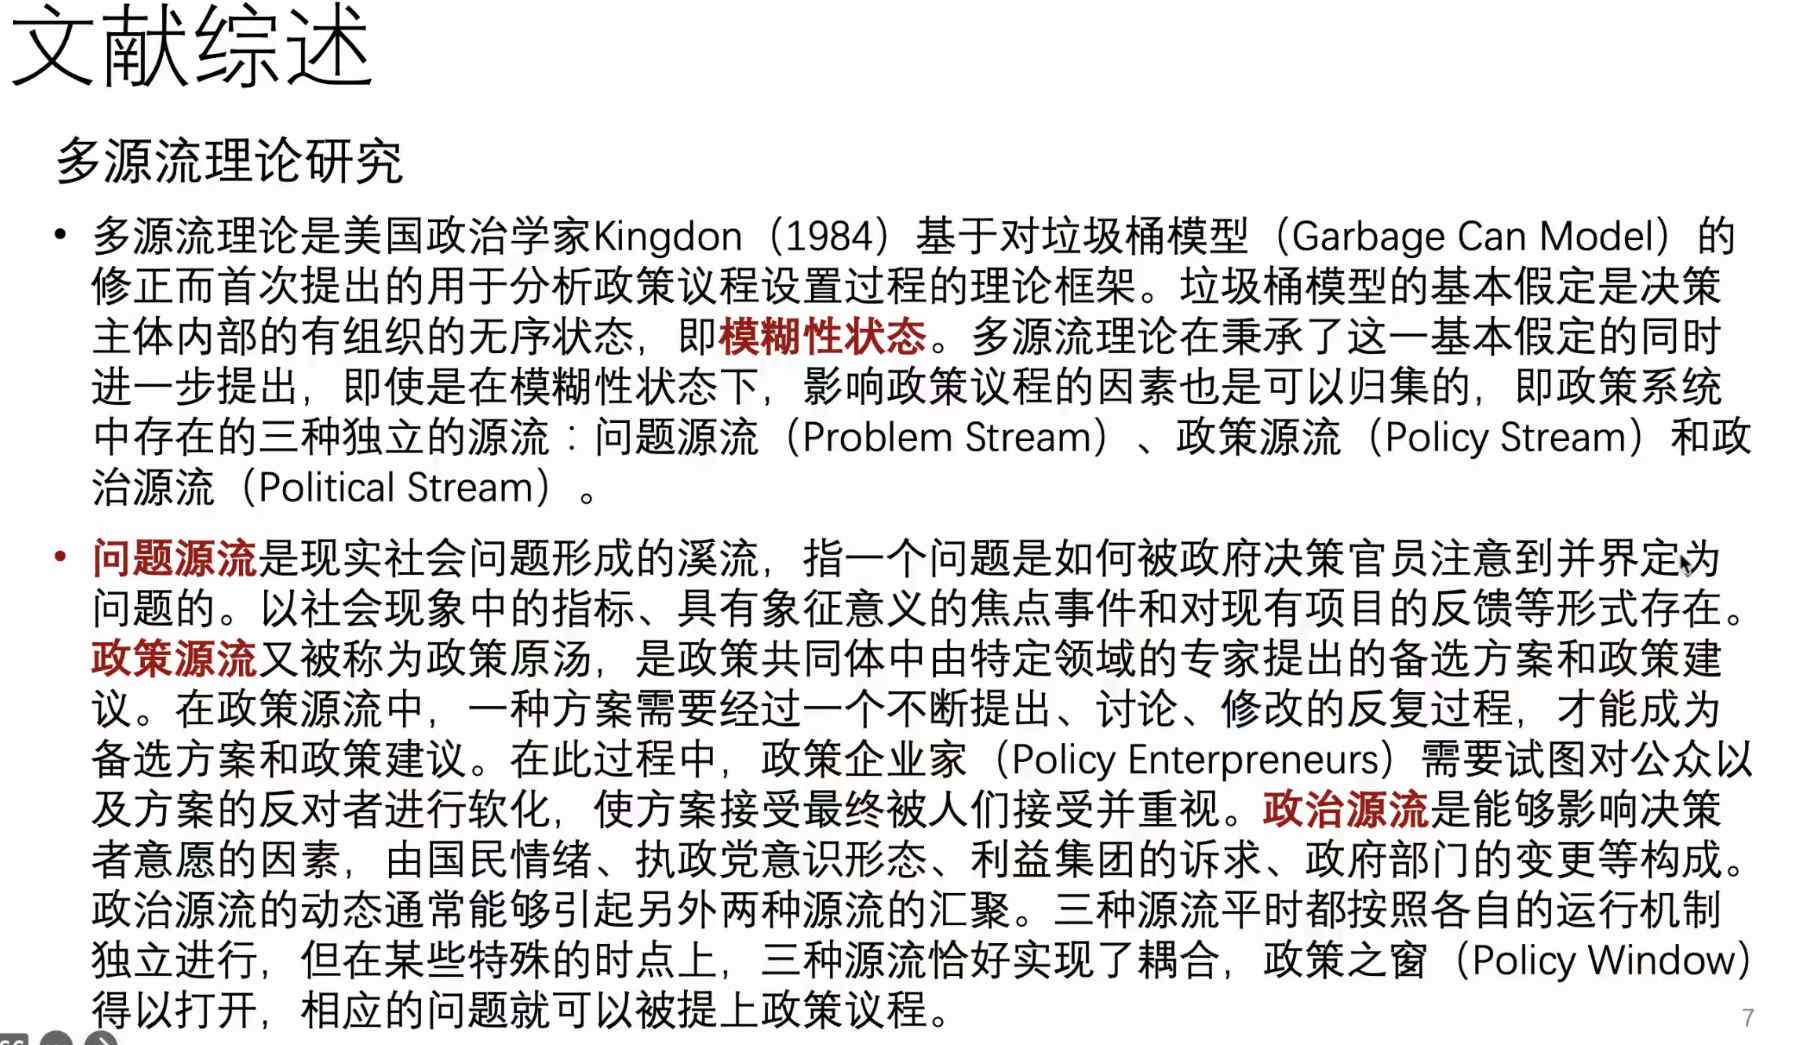 文献综述
多源流理论研究
• 多源流理论是美国政治学家Kingdon（1984）基于对垃圾桶模型（Garbage Can Model）的
修正而首次提出的用于分析政策议程设置过程的理论框架。垃圾桶模型的基本假定是决策
主体内部的有组织的无序状态，即模糊性状态。多源流理论在秉承了这一基本假定的同时
进一步提出，即使是在模糊性状态下，影响政策议程的因素也是可以归集的，即政策系统
中存在的三种独立的源流：问题源流（Problem Stream）、政策源流（Policy Stream）和政
治源流（Political Stream）。
• 问题源流是现实社会问题形成的溪流，指一个问题是如何被政府决策官员注意到并界定为
问题的。以社会现象中的指标、具有象征意义的焦点事件和对现有项目的反馈等形式存在。
政策源流又被称为政策原汤，是政策共同体中由特定领域的专家提出的备选方案和政策建
议。在政策源流中，一种方案需要经过一个不断提出、讨论、修改的反复过程，才能成为
备选方案和政策建议。在此过程中，政策企业家（Policy Enterpreneurs）需要试图对公众以
及方案的反对者进行软化，使方案接受最终被人们接受并重视。政治源流是能够影响决策
者意愿的因素，由国民情绪、执政党意识形态、利益集团的诉求、政府部门的变更等构成。
政治源流的动态通常能够引起另外两种源流的汇聚。三种源流平时都按照各自的运行机制
独立进行，但在某些特殊的时点上，三种源流恰好实现了耦合，政策之窗（Policy Window）
得以打开，相应的问题就可以被提上政策议程。
7